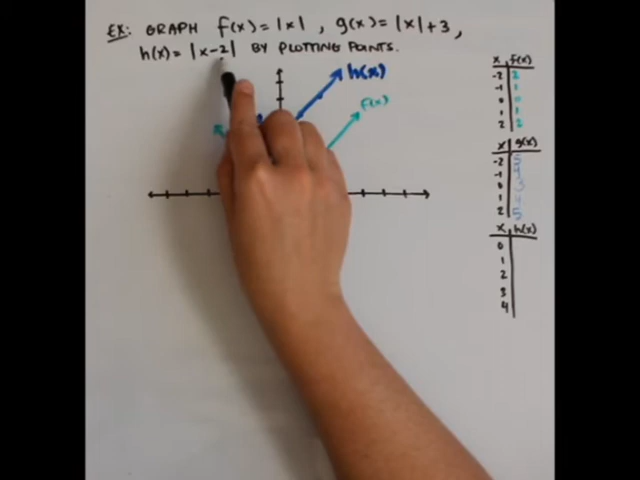 EX: GRAPH f(x) = |x| , g(x) = |x| + 3 ,
h(x) = |x-2| BY PLOTTING POINTS.
h(x)
f(x)
x f(x)
-2 2
-1 1
0 0
1 1
2 2
x g(x)
-2 5
-1 4
0 3
1 4
2 5
x h(x)
0
1
2
3
4